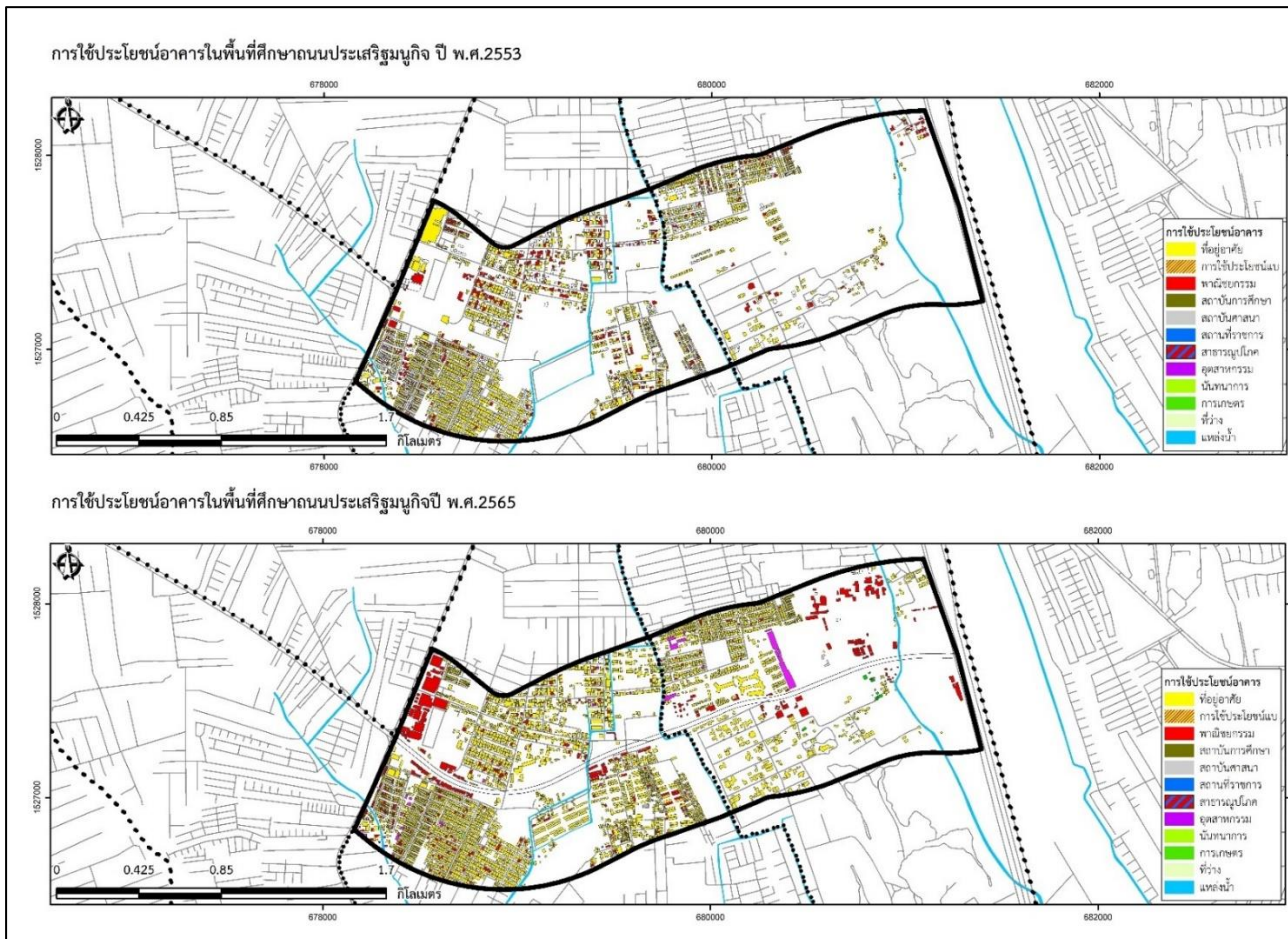 การใช้ประโยชน์อาคารในพื้นที่ศึกษาถนนประเสริฐมนูกิจ ปี พ.ศ.2553
678000
680000
682000
1528000
1527000
การใช้ประโยชน์อาคาร
ที่อยู่อาศัย
การใช้ประโยชน์แบ
พาณิชยกรรม
สถาบันการศึกษา
สถาบันศาสนา
สถานที่ราชการ
สาธารณูปโภค
อุตสาหกรรม
นันทนาการ
การเกษตร
ที่ว่าง
แหล่งน้ำ
0
0.425
0.85
1.7
กิโลเมตร
678000
680000
682000
การใช้ประโยชน์อาคารในพื้นที่ศึกษาถนนประเสริฐมนูกิจปี พ.ศ.2565
678000
680000
682000
1528000
1527000
การใช้ประโยชน์อาคาร
ที่อยู่อาศัย
การใช้ประโยชน์แบ
พาณิชยกรรม
สถาบันการศึกษา
สถาบันศาสนา
สถานที่ราชการ
สาธารณูปโภค
อุตสาหกรรม
นันทนาการ
การเกษตร
ที่ว่าง
แหล่งน้ำ
0
0.425
0.85
1.7
กิโลเมตร
678000
680000
682000